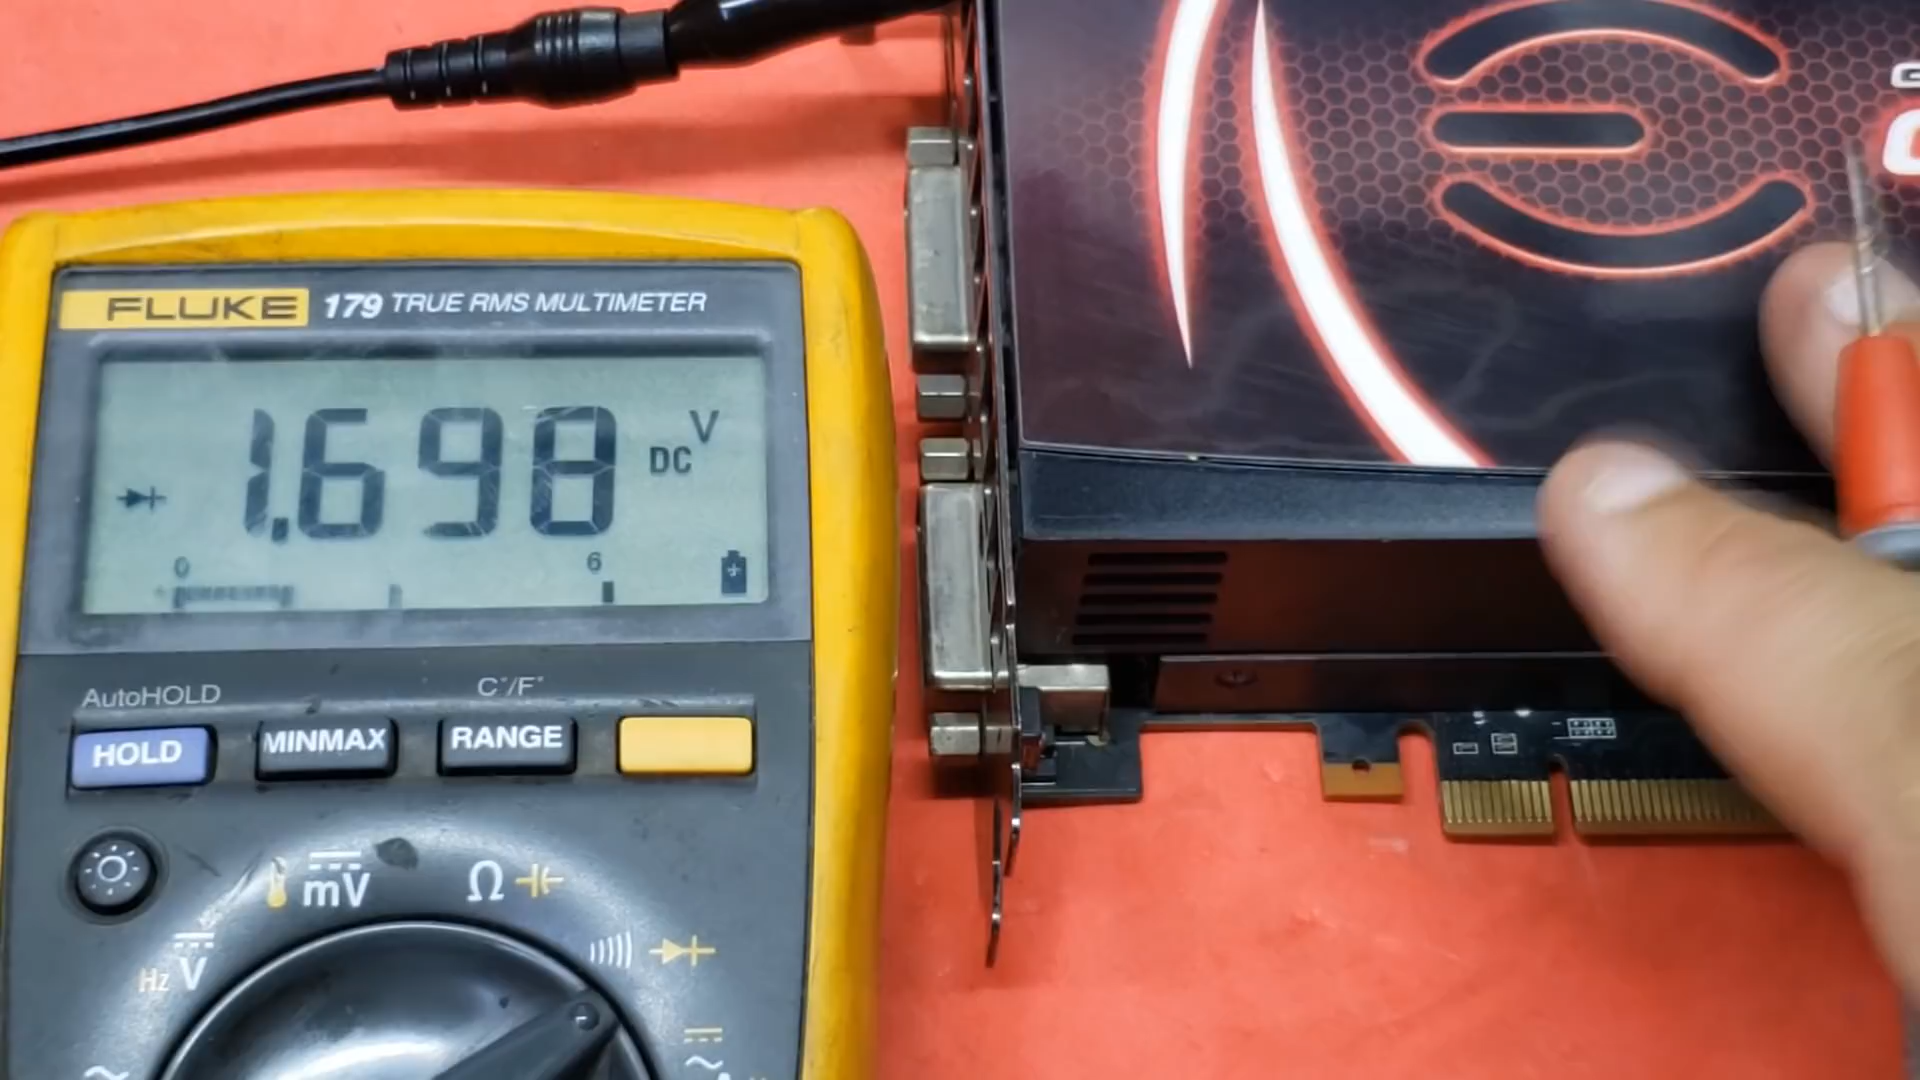 FLUKE 179 TRUE RMS MULTIMETER
1.698 DC V
0 6
AutoHOLD C°/F°
HOLD MINMAX RANGE
mV Ω
Hz V